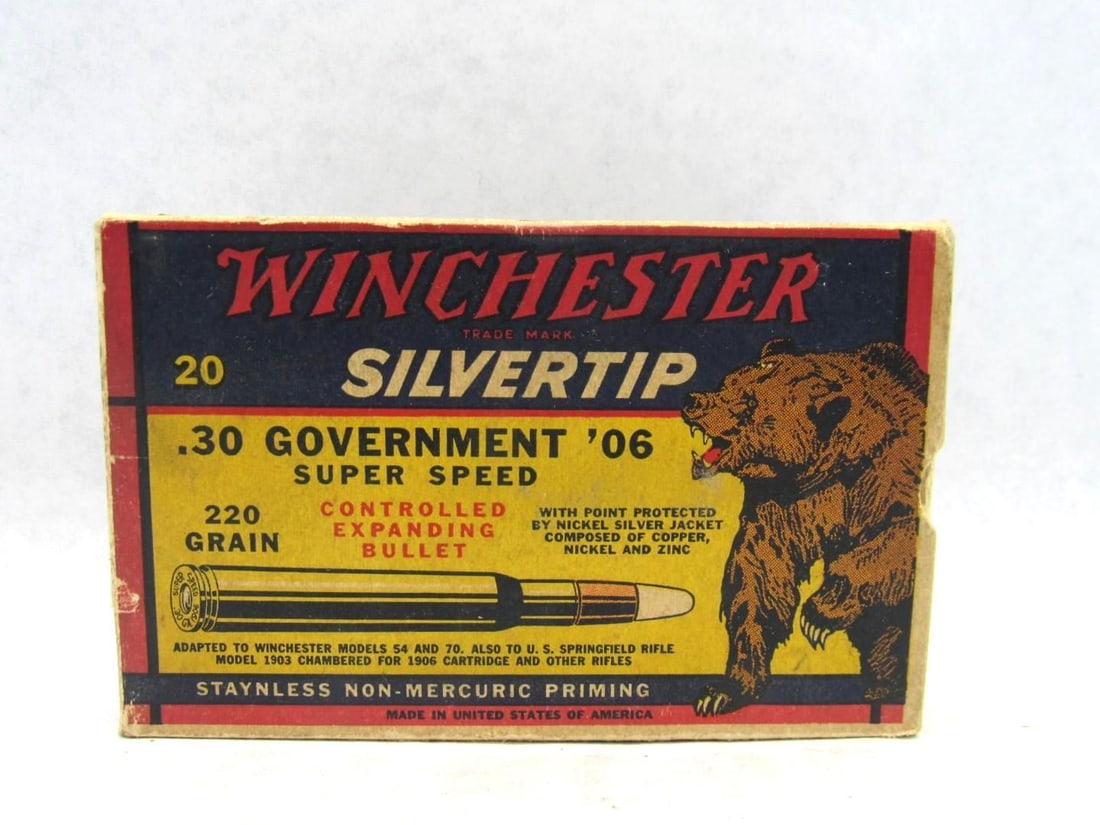 WINCHESTER
TRADE MARK
20
SILVERTIP
.30 GOVERNMENT '06
SUPER SPEED
220
GRAIN
CONTROLLED
EXPANDING
BULLET
WITH POINT PROTECTED
BY NICKEL SILVER JACKET
COMPOSED OF COPPER,
NICKEL AND ZINC
SUPER SPEED
ADAPTED TO WINCHESTER MODELS 54 AND 70. ALSO TO U. S. SPRINGFIELD RIFLE
MODEL 1903 CHAMBERED FOR 1906 CARTRIDGE AND OTHER RIFLES
STAYNLESS NON-MERCURIC PRIMING
MADE IN UNITED STATES OF AMERICA